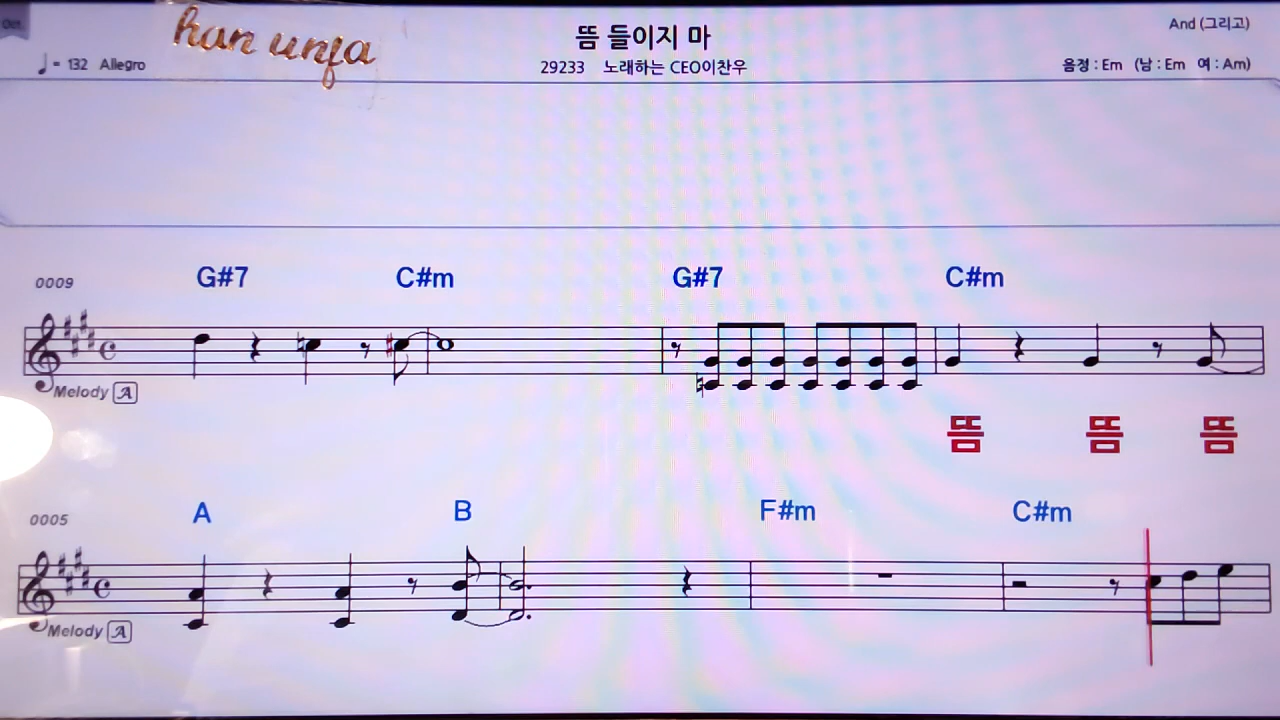 Oct
han unfa
뜸 들이지 마
And (그리고)
♩= 132 Allegro
29233 노래하는 CEO이찬우
음정 : Em (남 : Em 여 : Am)
0009
G#7 C#m G#7 C#m
Melody A
뜸 뜸 뜸
0005
A B F#m C#m
Melody A